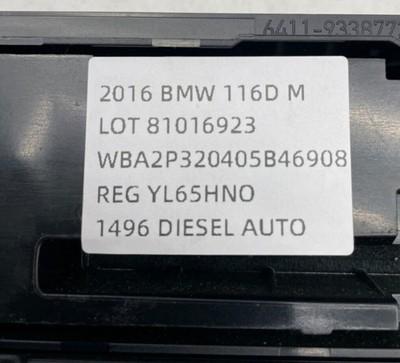 6411-933877
2016 BMW 116D M
LOT 81016923
WBA2P320405B46908
REG YL65HNO
1496 DIESEL AUTO